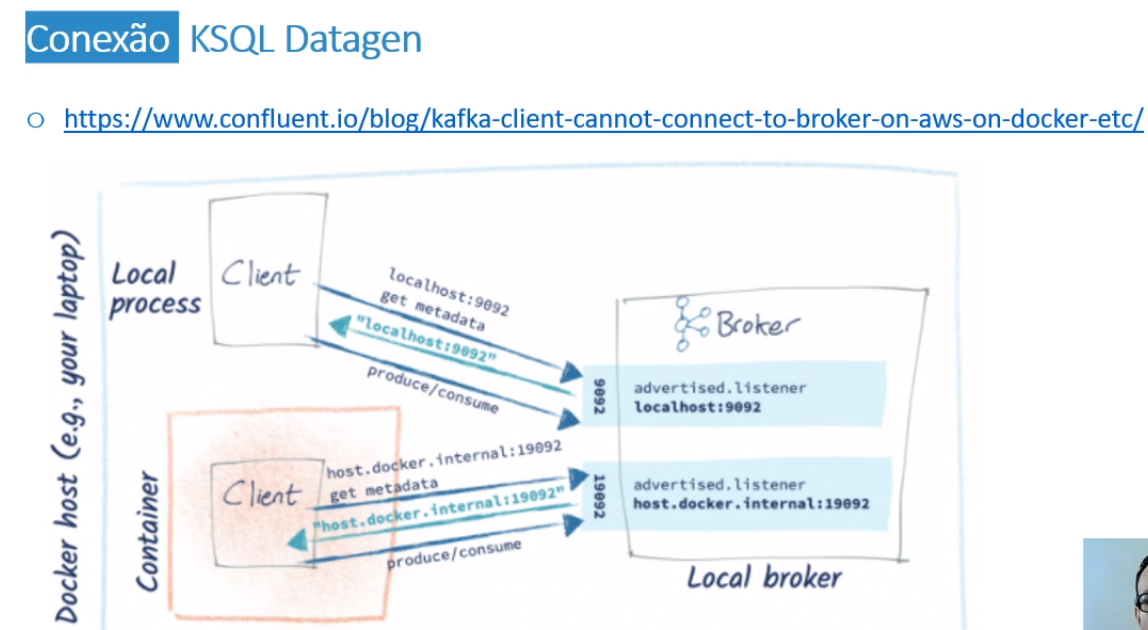 Conexão KSQL Datagen
https://www.confluent.io/blog/kafka-client-cannot-connect-to-broker-on-aws-on-docker-etc/
Docker host (e.g., your laptop)
Local
process
Client
localhost:9092
get metadata
"localhost:9092"
produce/consume
Broker
9092
advertised.listener
localhost:9092
Container
Client
host.docker.internal:19092
get metadata
"host.docker.internal:19092"
produce/consume
19092
advertised.listener
host.docker.internal:19092
Local broker